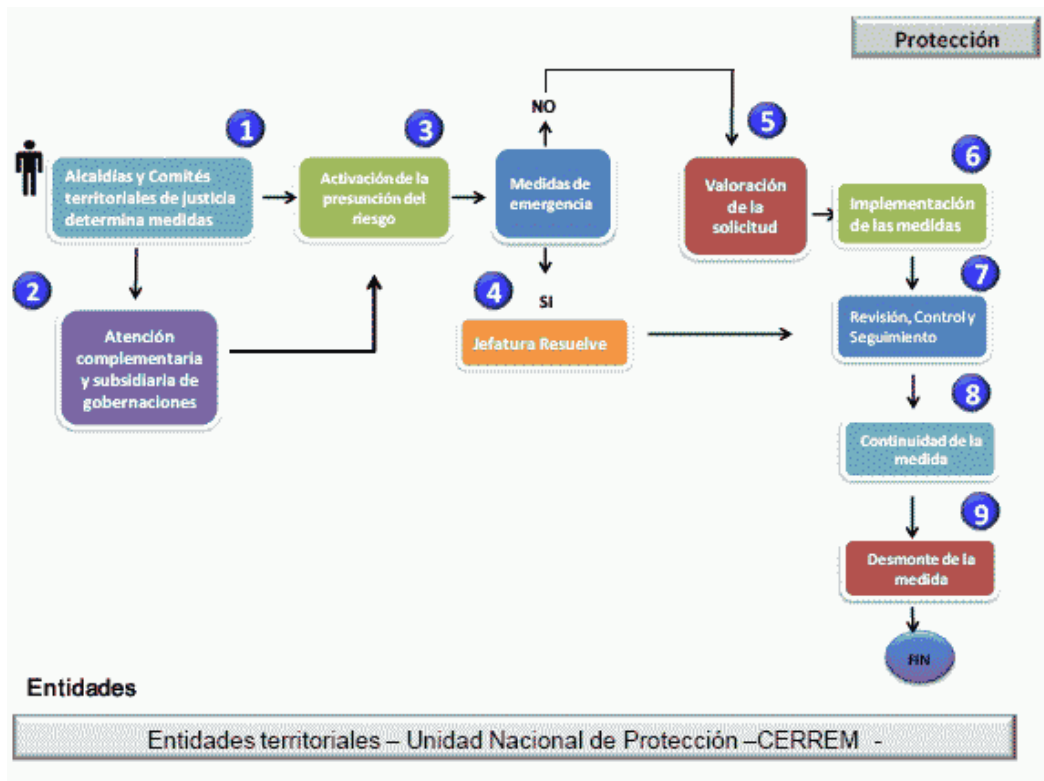 Protección
1
Alcaldías y Comités
territoriales de justicia
determina medidas
2
Atención
complementaria
y subsidiaria de
gobernaciones
3
Activación de la
presunción del
riesgo
Medidas de
emergencia
NO
SI
4
Jefatura Resuelve
5
Valoración
de la
solicitud
6
Implementación
de las medidas
7
Revisión, Control y
Seguimiento
8
Continuidad de la
medida
9
Desmonte de la
medida
FIN
Entidades
Entidades territoriales – Unidad Nacional de Protección –CERREM -